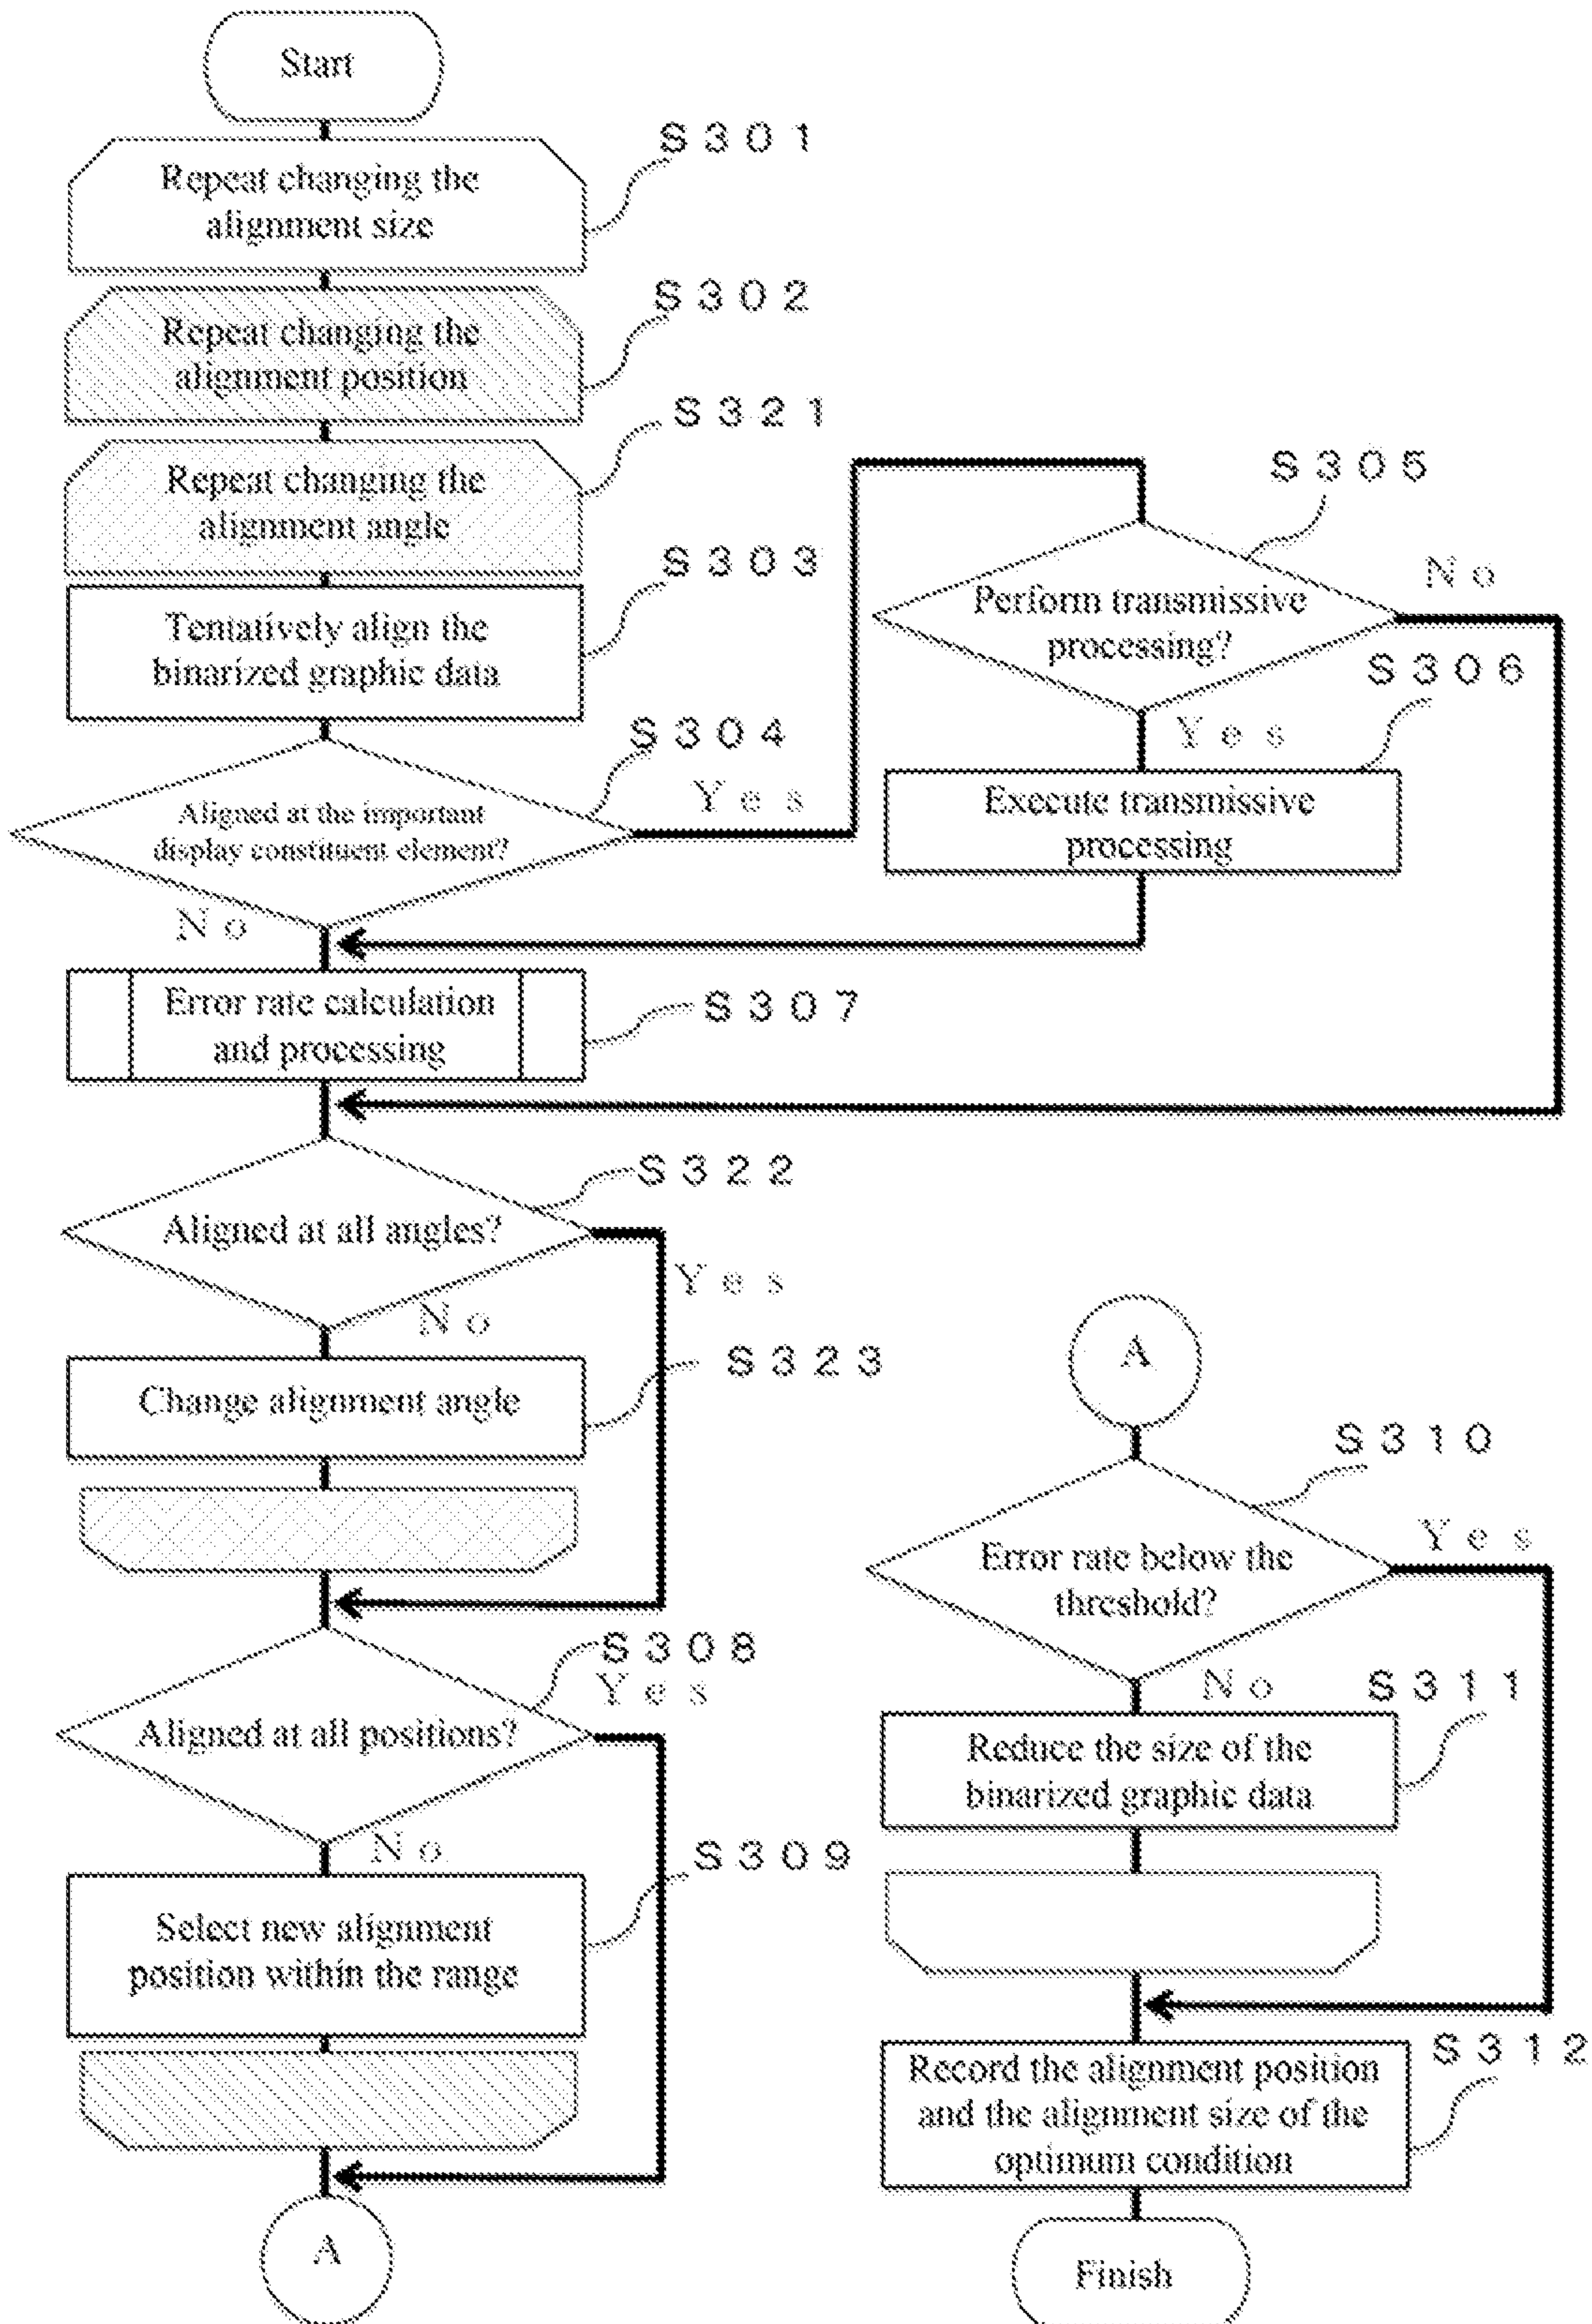 Start
S301
Repeat changing the
alignment size
S302
Repeat changing the
alignment position
S321
Repeat changing the
alignment angle
S303
Tentatively align the
binarized graphic data
S304
Aligned at the important
display constituent element?
Yes
No
S305
Perform transmissive
processing?
No
Yes
S306
Execute transmissive
processing
S307
Error rate calculation
and processing
S322
Aligned at all angles?
Yes
No
S323
Change alignment angle
S308
Aligned at all positions?
Yes
No
S309
Select new alignment
position within the range
A
A
S310
Error rate below the
threshold?
Yes
No
S311
Reduce the size of the
binarized graphic data
S312
Record the alignment position
and the alignment size of the
optimum condition
Finish